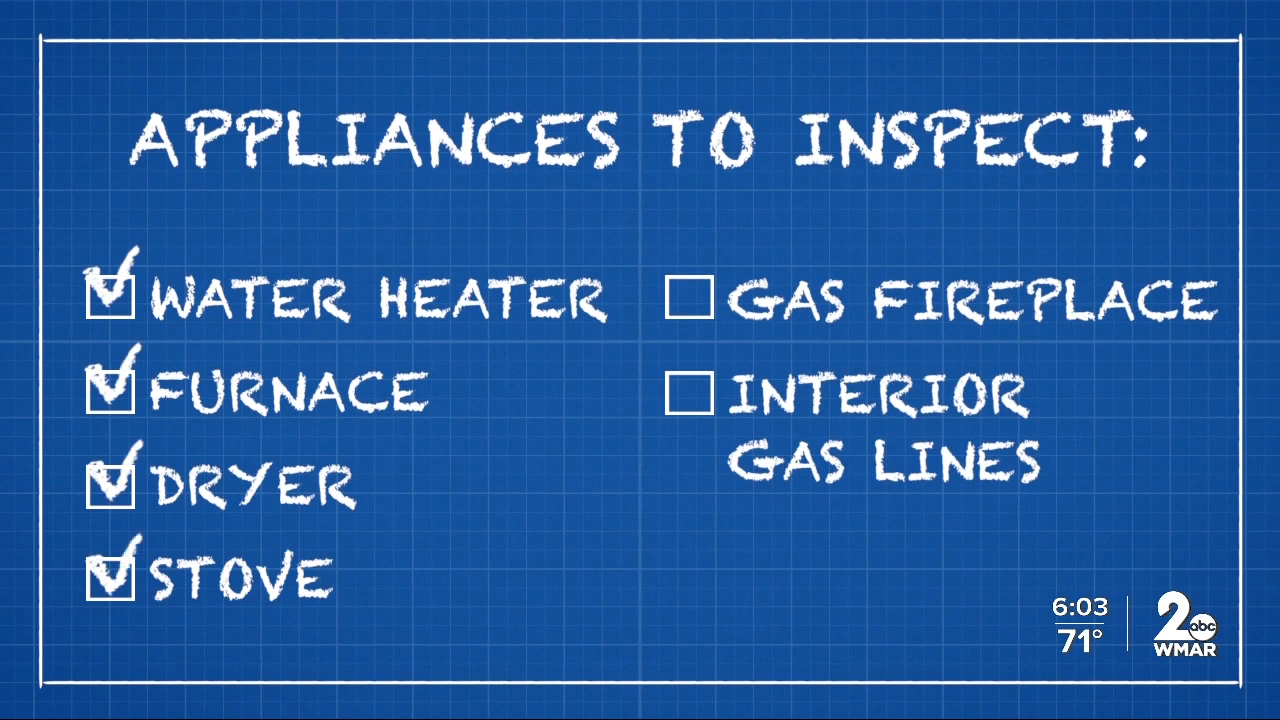 APPLIANCES TO INSPECT:
WATER HEATER
FURNACE
DRYER
STOVE
GAS FIREPLACE
INTERIOR
GAS LINES
6:03
71°
2
abc
WMAR